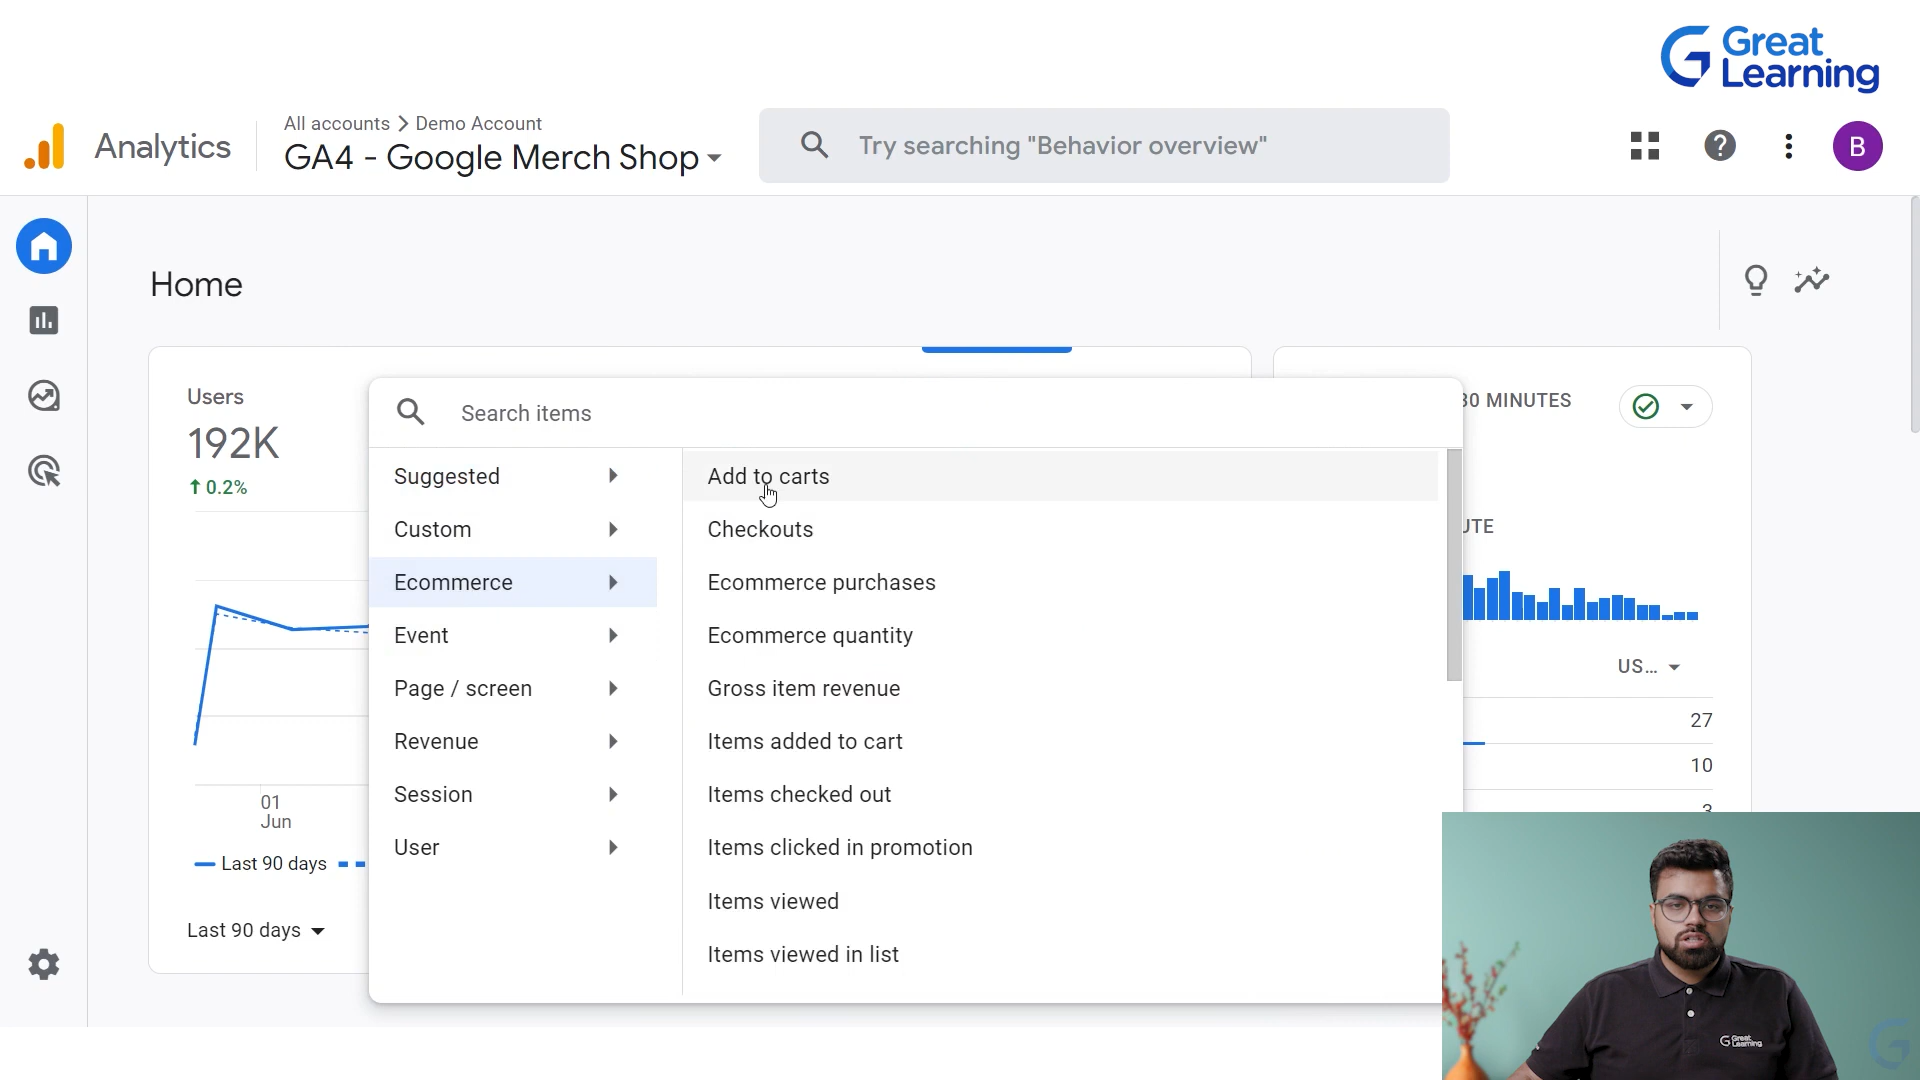 Great
Learning
Analytics
All accounts > Demo Account
GA4 - Google Merch Shop
Try searching "Behavior overview"
B
Home
Users
192K
0.2%
01
Jun
Last 90 days
Last 90 days
Search items
Suggested
Custom
Ecommerce
Event
Page / screen
Revenue
Session
User
Add to carts
Checkouts
Ecommerce purchases
Ecommerce quantity
Gross item revenue
Items added to cart
Items checked out
Items clicked in promotion
Items viewed
Items viewed in list
30 MINUTES
UTE
US...
27
10
3
Great
Learning